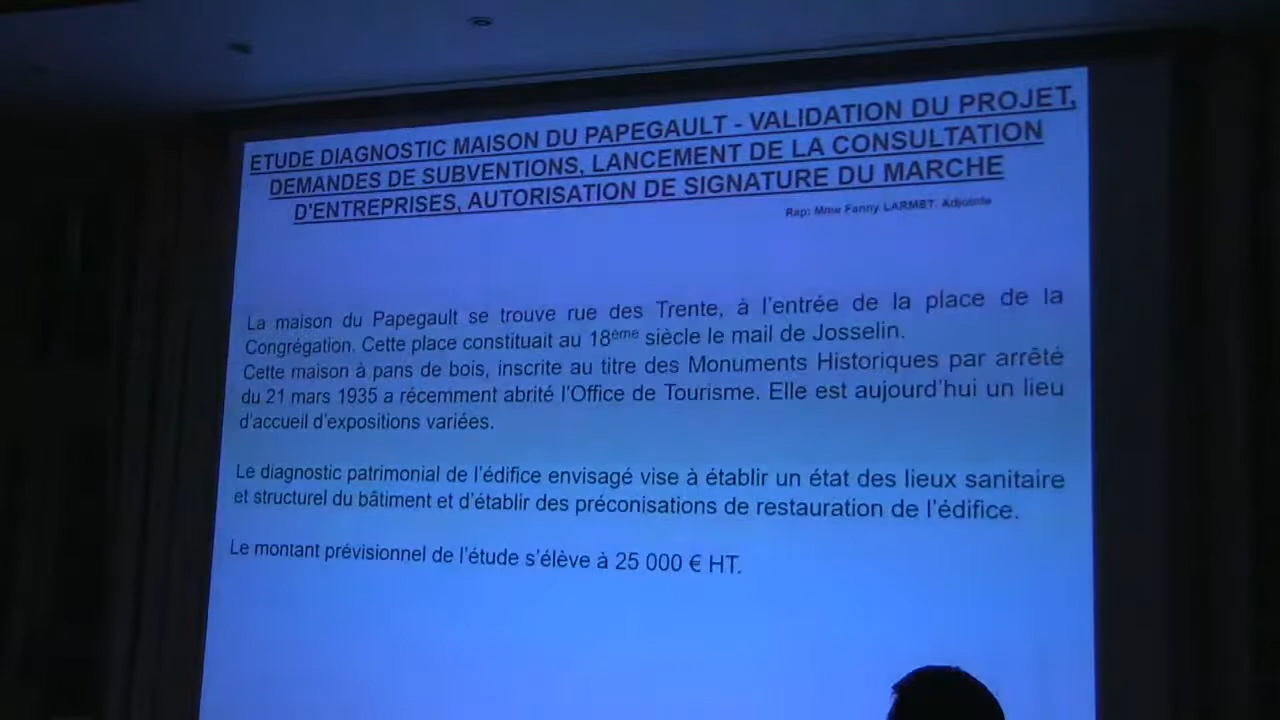 ETUDE DIAGNOSTIC MAISON DU PAPEGAULT - VALIDATION DU PROJET,
DEMANDES DE SUBVENTIONS, LANCEMENT DE LA CONSULTATION
D'ENTREPRISES, AUTORISATION DE SIGNATURE DU MARCHE
Rap: Mme Fanny LARMET. Adjointe
La maison du Papegault se trouve rue des Trente, à l'entrée de la place de la
Congrégation. Cette place constituait au 18ème siècle le mail de Josselin.
Cette maison à pans de bois, inscrite au titre des Monuments Historiques par arrêté
du 21 mars 1935 a récemment abrité l'Office de Tourisme. Elle est aujourd'hui un lieu
d'accueil d'expositions variées.
Le diagnostic patrimonial de l'édifice envisagé vise à établir un état des lieux sanitaire
et structurel du bâtiment et d'établir des préconisations de restauration de l'édifice.
Le montant prévisionnel de l'étude s'élève à 25 000 € HT.